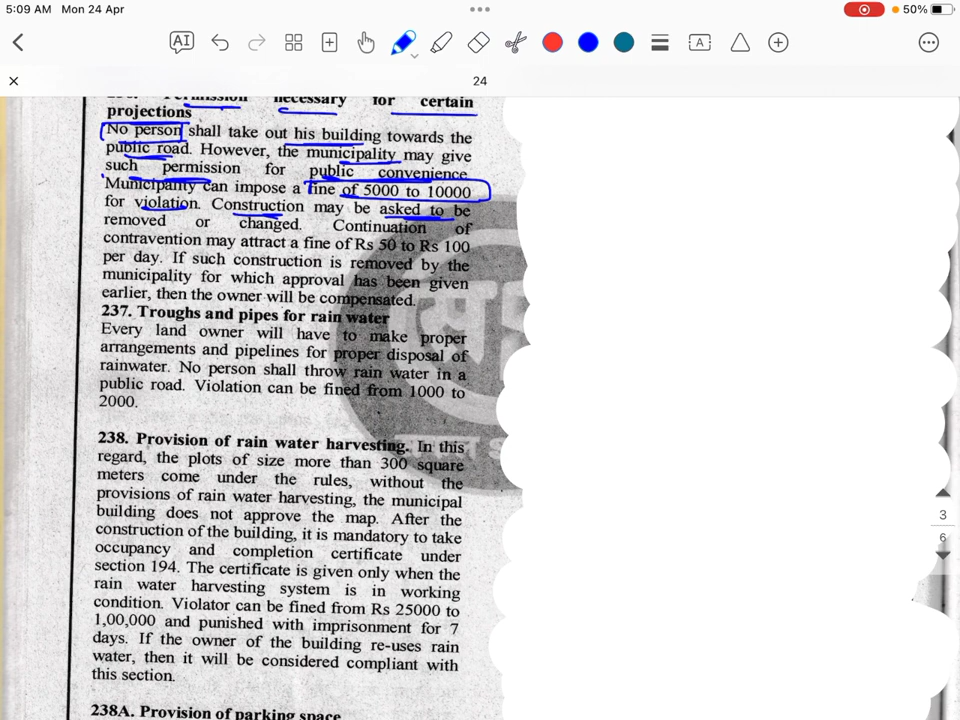 5:09 AM Mon 24 Apr
50%
AI
A
24
Permission necessary for certain
projections
No person shall take out his building towards the
public road. However, the municipality may give
such permission for public convenience
Municipality can impose a fine of 5000 to 10000
for violation. Construction may be asked to be
removed or changed. Continuation of
contravention may attract a fine of Rs 50 to Rs 100
per day. If such construction is removed by the
municipality for which approval has been given
earlier, then the owner will be compensated.
237. Troughs and pipes for rain water
Every land owner will have to make proper
arrangements and pipelines for proper disposal of
rainwater. No person shall throw rain water in a
public road. Violation can be fined from 1000 to
2000.
238. Provision of rain water harvesting. In this
regard, the plots of size more than 300 square
meters come under the rules, without the
provisions of rain water harvesting, the municipal
building does not approve the map. After the
construction of the building, it is mandatory to take
occupancy and completion certificate under
section 194. The certificate is given only when the
rain water harvesting system is in working
condition. Violator can be fined from Rs 25000 to
1,00,000 and punished with imprisonment for 7
days. If the owner of the building re-uses rain
water, then it will be considered compliant with
this section.
238A. Provision of parking space
3
6